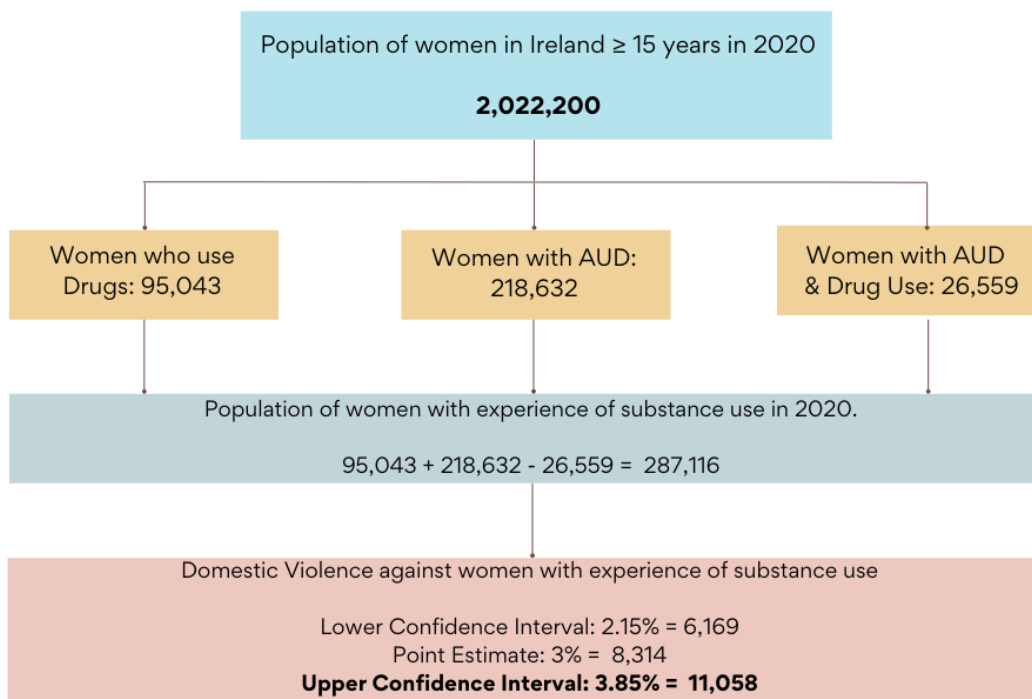 Population of women in Ireland ≥ 15 years in 2020
2,022,200
Women who use
Drugs: 95,043
Women with AUD:
218,632
Women with AUD
& Drug Use: 26,559
Population of women with experience of substance use in 2020.
95,043 + 218,632 - 26,559 = 287,116
Domestic Violence against women with experience of substance use
Lower Confidence Interval: 2.15% = 6,169
Point Estimate: 3% = 8,314
Upper Confidence Interval: 3.85% = 11,058